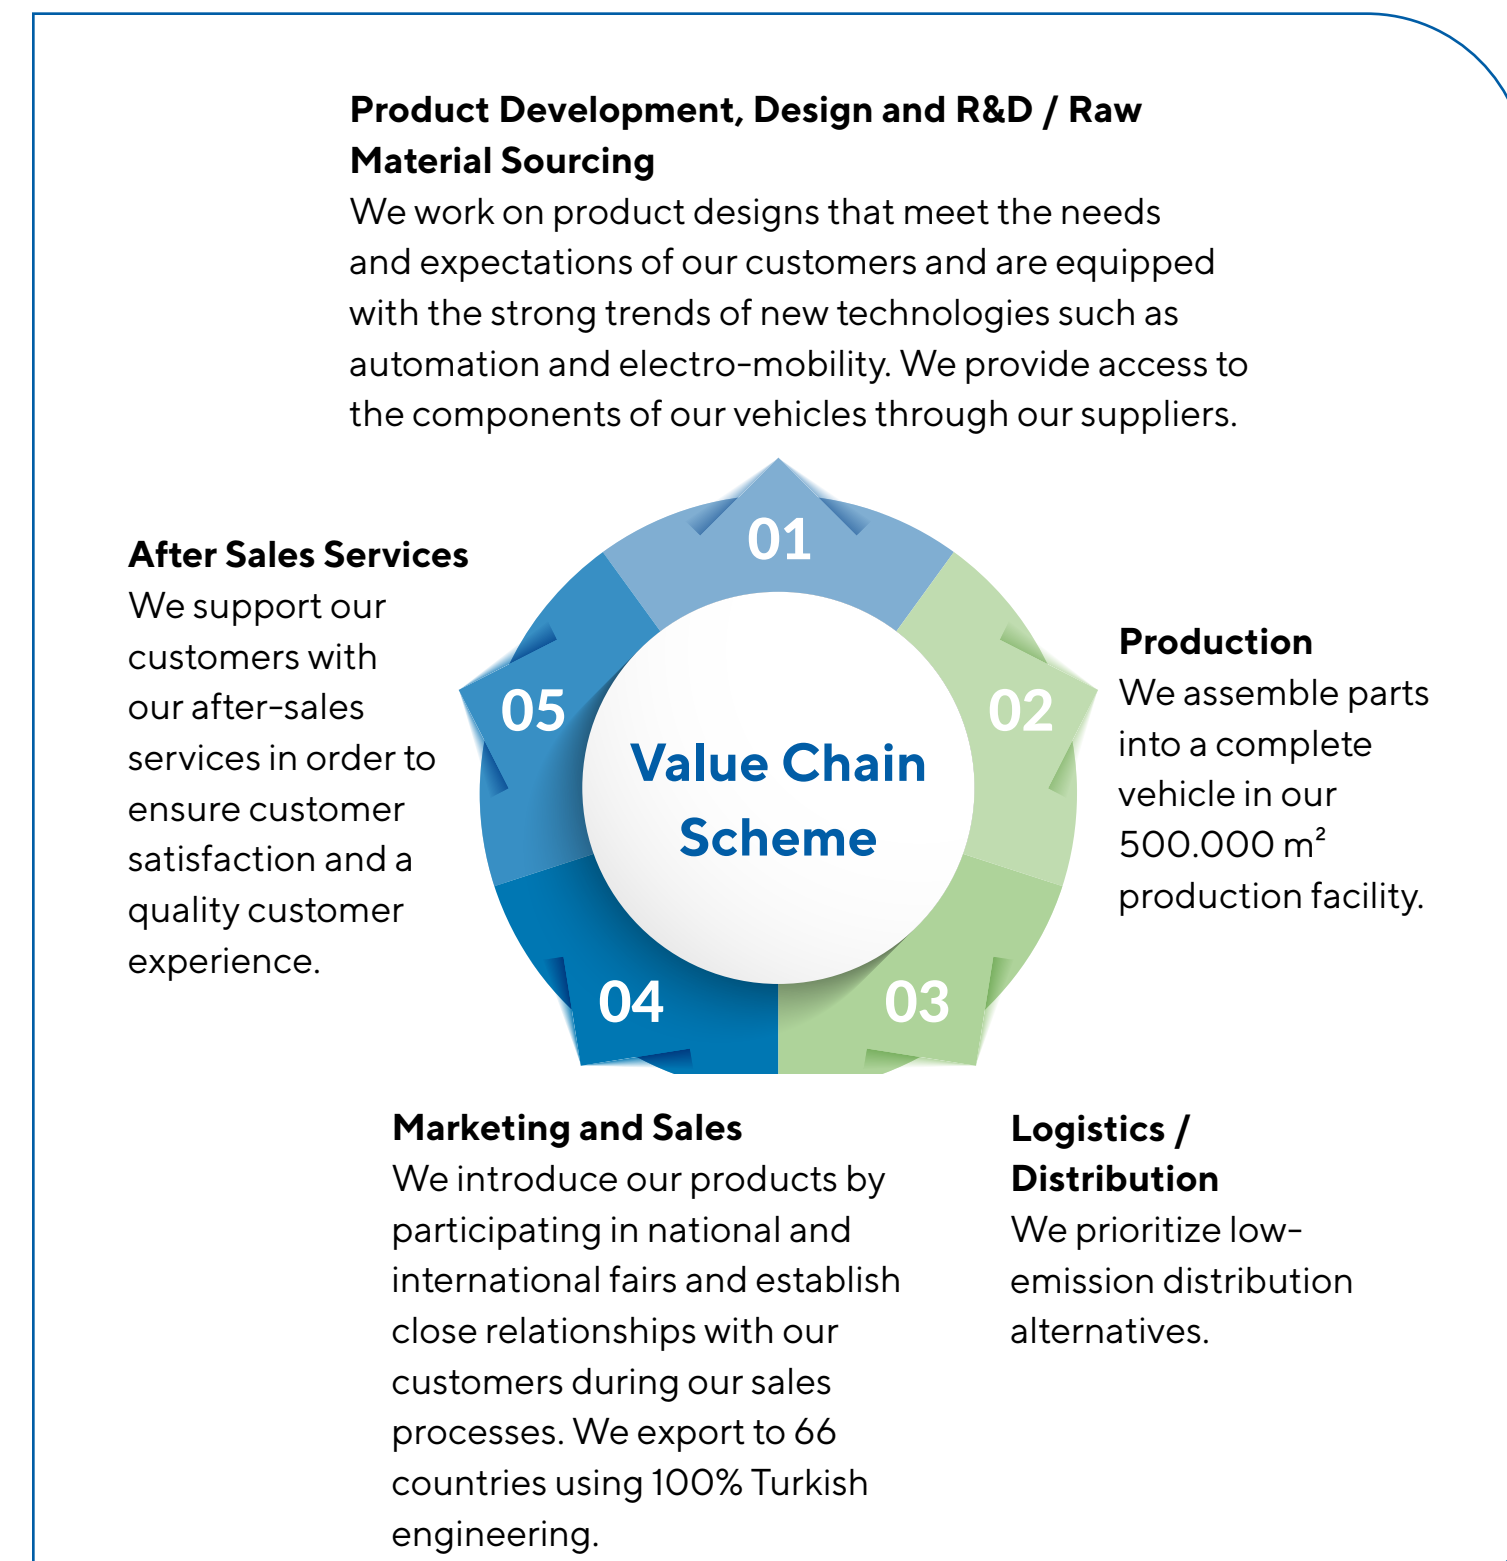 Product Development, Design and R&D / Raw
Material Sourcing
We work on product designs that meet the needs
and expectations of our customers and are equipped
with the strong trends of new technologies such as
automation and electro-mobility. We provide access to
the components of our vehicles through our suppliers.
01
02
03
04
05
Value Chain
Scheme
Production
We assemble parts
into a complete
vehicle in our
500.000 m²
production facility.
Logistics /
Distribution
We prioritize low-
emission distribution
alternatives.
Marketing and Sales
We introduce our products by
participating in national and
international fairs and establish
close relationships with our
customers during our sales
processes. We export to 66
countries using 100% Turkish
engineering.
After Sales Services
We support our
customers with
our after-sales
services in order to
ensure customer
satisfaction and a
quality customer
experience.